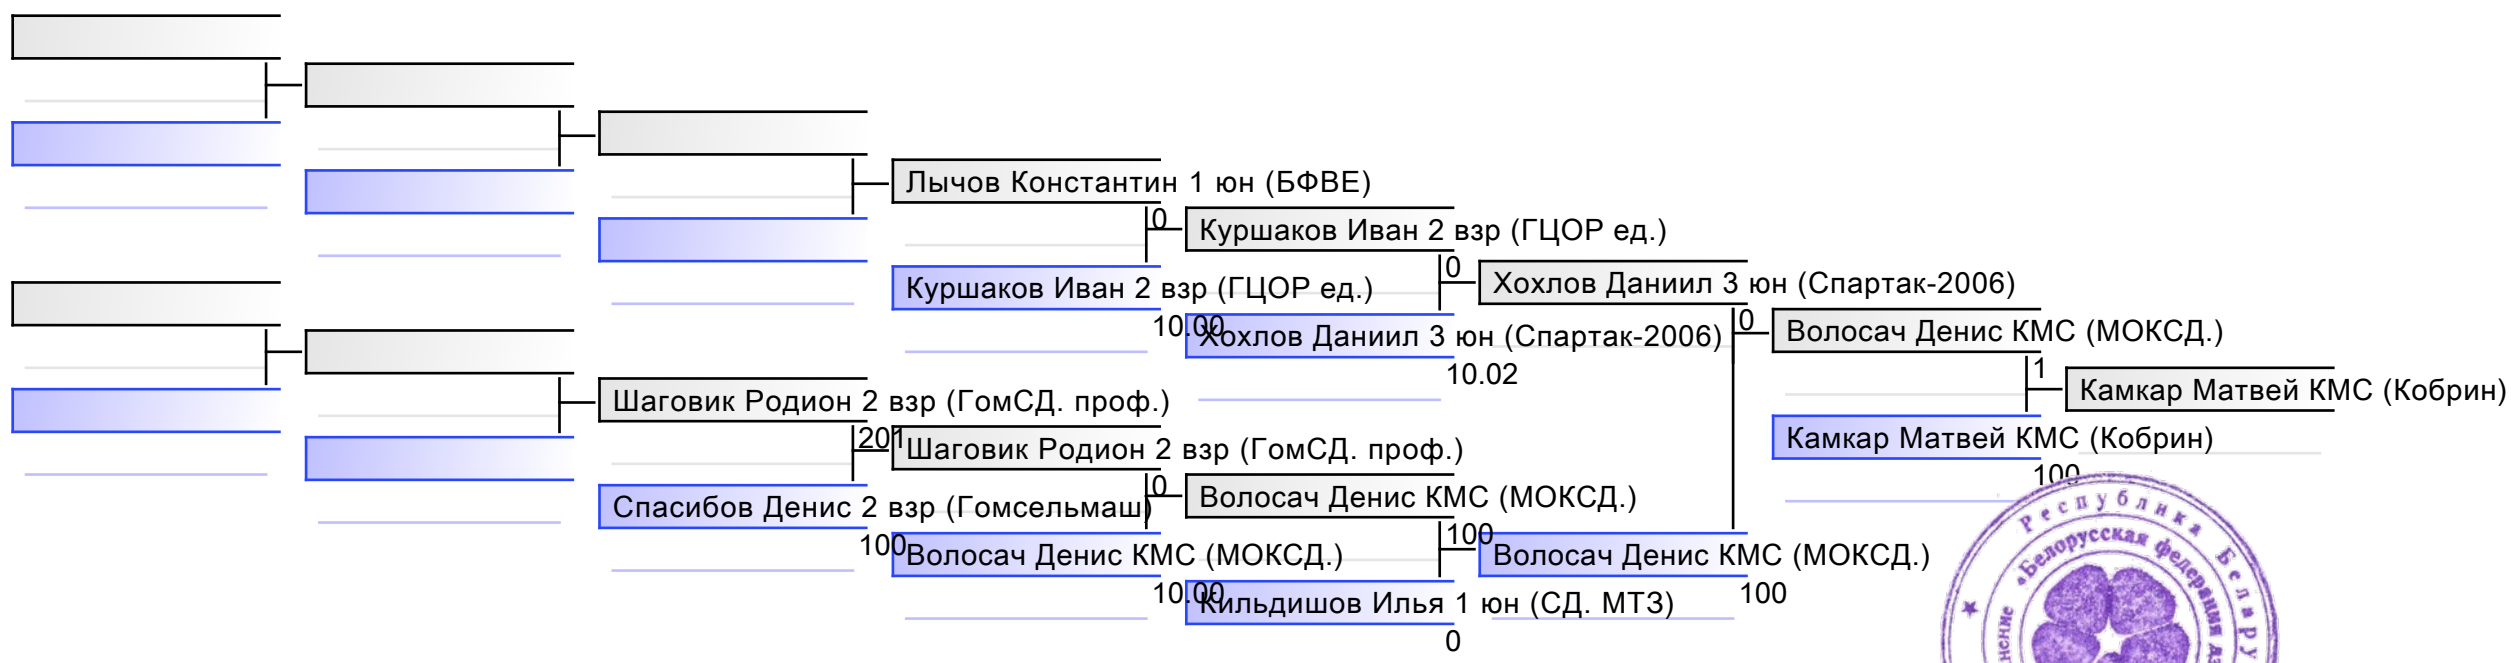 Лычов Константин 1 юн (БФВЕ)
0
Куршаков Иван 2 взр (ГЦОР ед.)
0
Куршаков Иван 2 взр (ГЦОР ед.)
10.00
Хохлов Даниил 3 юн (Спартак-2006)
0
Хохлов Даниил 3 юн (Спартак-2006)
10.02
Волосач Денис КМС (МОКСД.)
1
Камкар Матвей КМС (Кобрин)
Шаговик Родион 2 взр (ГомСД. проф.)
201
Шаговик Родион 2 взр (ГомСД. проф.)
0
Камкар Матвей КМС (Кобрин)
100
Спасибов Денис 2 взр (Гомсельмаш)
100
Волосач Денис КМС (МОКСД.)
100
Волосач Денис КМС (МОКСД.)
10.00
Волосач Денис КМС (МОКСД.)
100
Кильдишов Илья 1 юн (СД. МТЗ)
0
Республика Белару
«Белорусская федерация